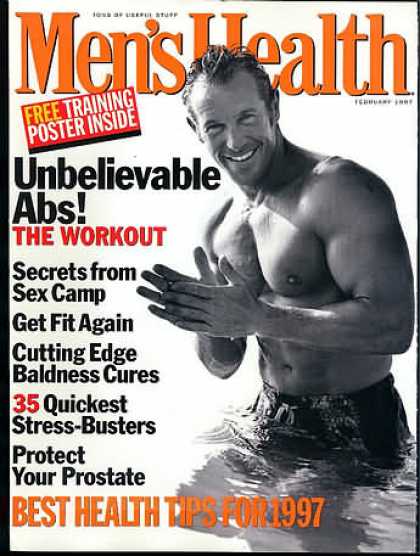 TONS OF USEFUL STUFF
Men's Health
FEBRUARY 1997
FREE TRAINING
POSTER INSIDE
Unbelievable
Abs!
THE WORKOUT
Secrets from
Sex Camp
Get Fit Again
Cutting Edge
Baldness Cures
35 Quickest
Stress-Busters
Protect
Your Prostate
BEST HEALTH TIPS FOR 1997